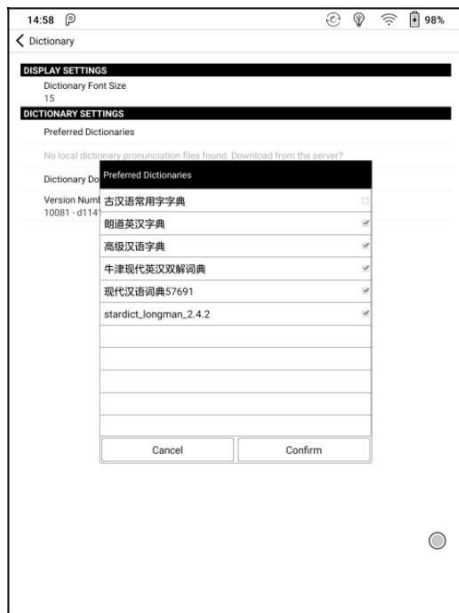 14:58
98%
Dictionary
DISPLAY SETTINGS
Dictionary Font Size
15
DICTIONARY SETTINGS
Preferred Dictionaries
No local dictionary pronunciation files found. Download from the server?
Dictionary Do
Version Numb
10081 - d1141
Preferred Dictionaries
古汉语常用字字典
朗道英汉字典
高级汉语字典
牛津现代英汉双解词典
现代汉语词典57691
stardict_longman_2.4.2
Cancel
Confirm